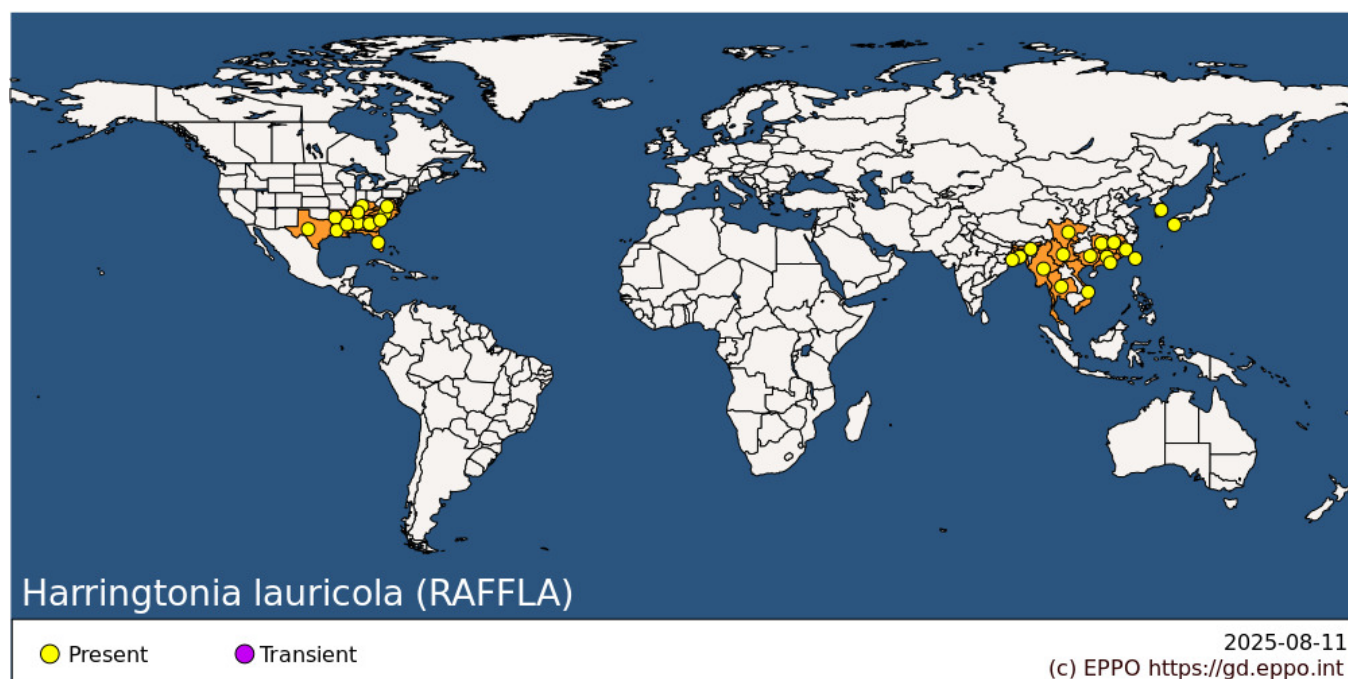 Harringtonia lauricola (RAFFLA)
Present
Transient
2025-08-11
(c) EPPO https://gd.eppo.int